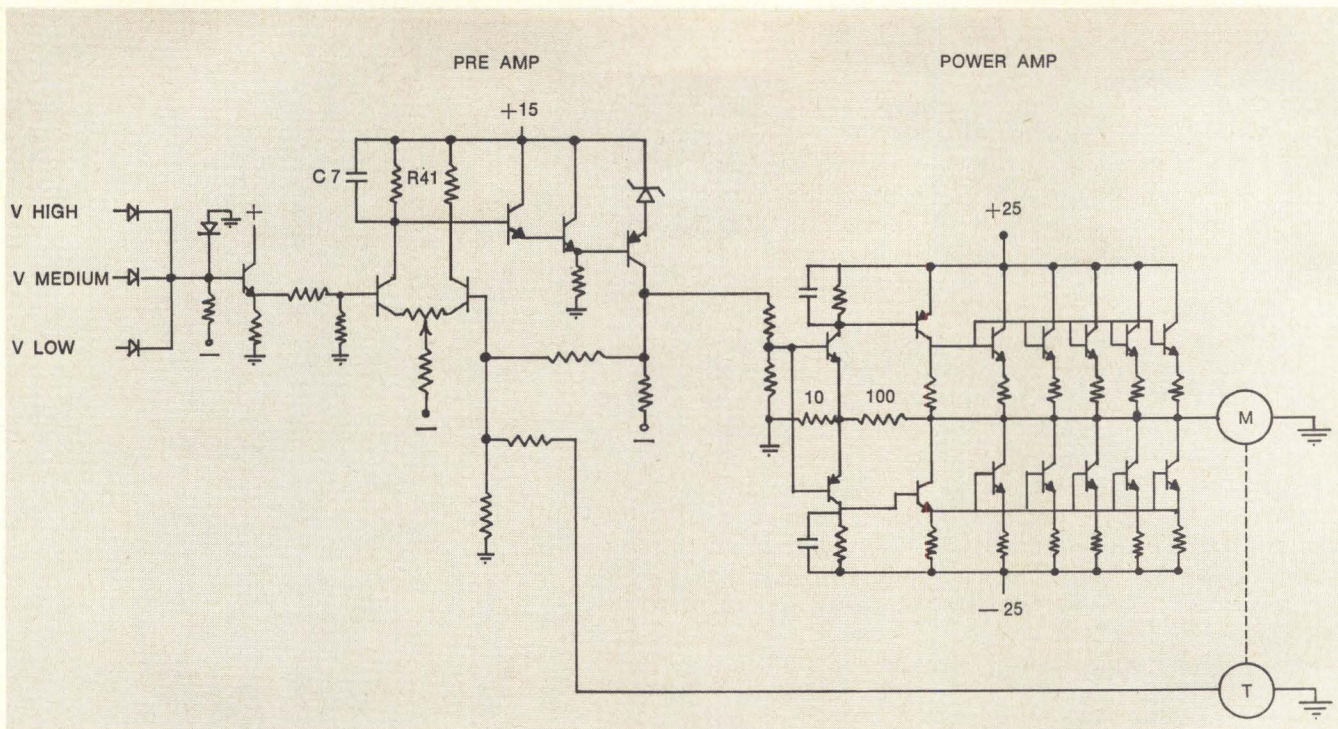 PRE AMP
POWER AMP
+15
C 7
R41
V HIGH
+
+25
V MEDIUM
V LOW
10
100
M
− 25
T